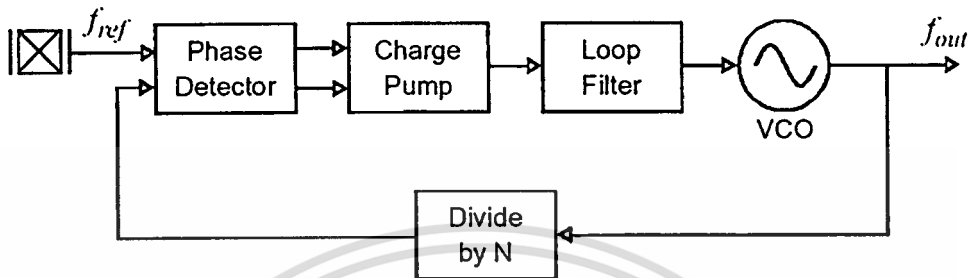 f_ref
Phase
Detector
Charge
Pump
Loop
Filter
VCO
f_out
Divide
by N